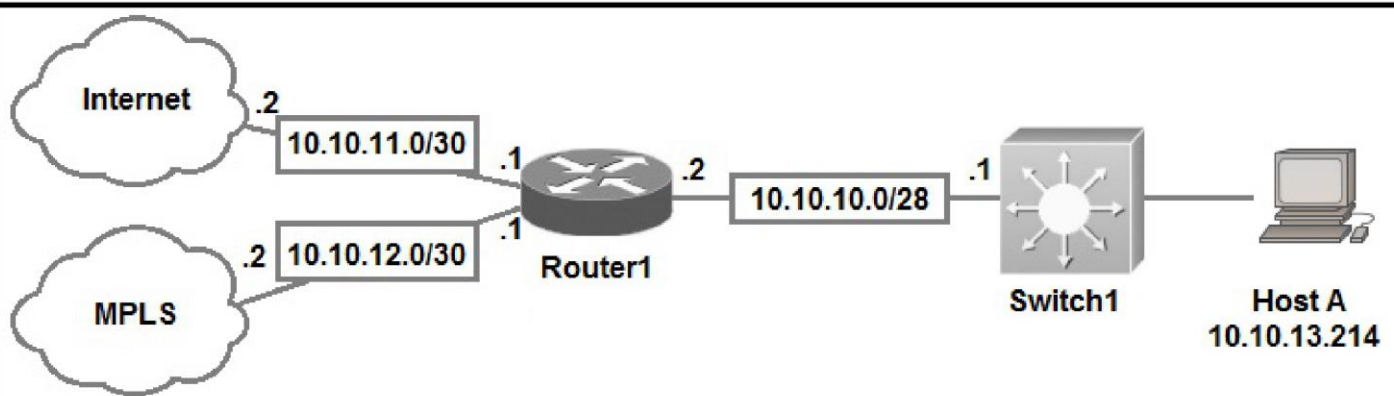 Internet
.2
10.10.11.0/30
.1
.2
10.10.10.0/28
.1
.2
10.10.12.0/30
.1
Router1
MPLS
Switch1
Host A
10.10.13.214